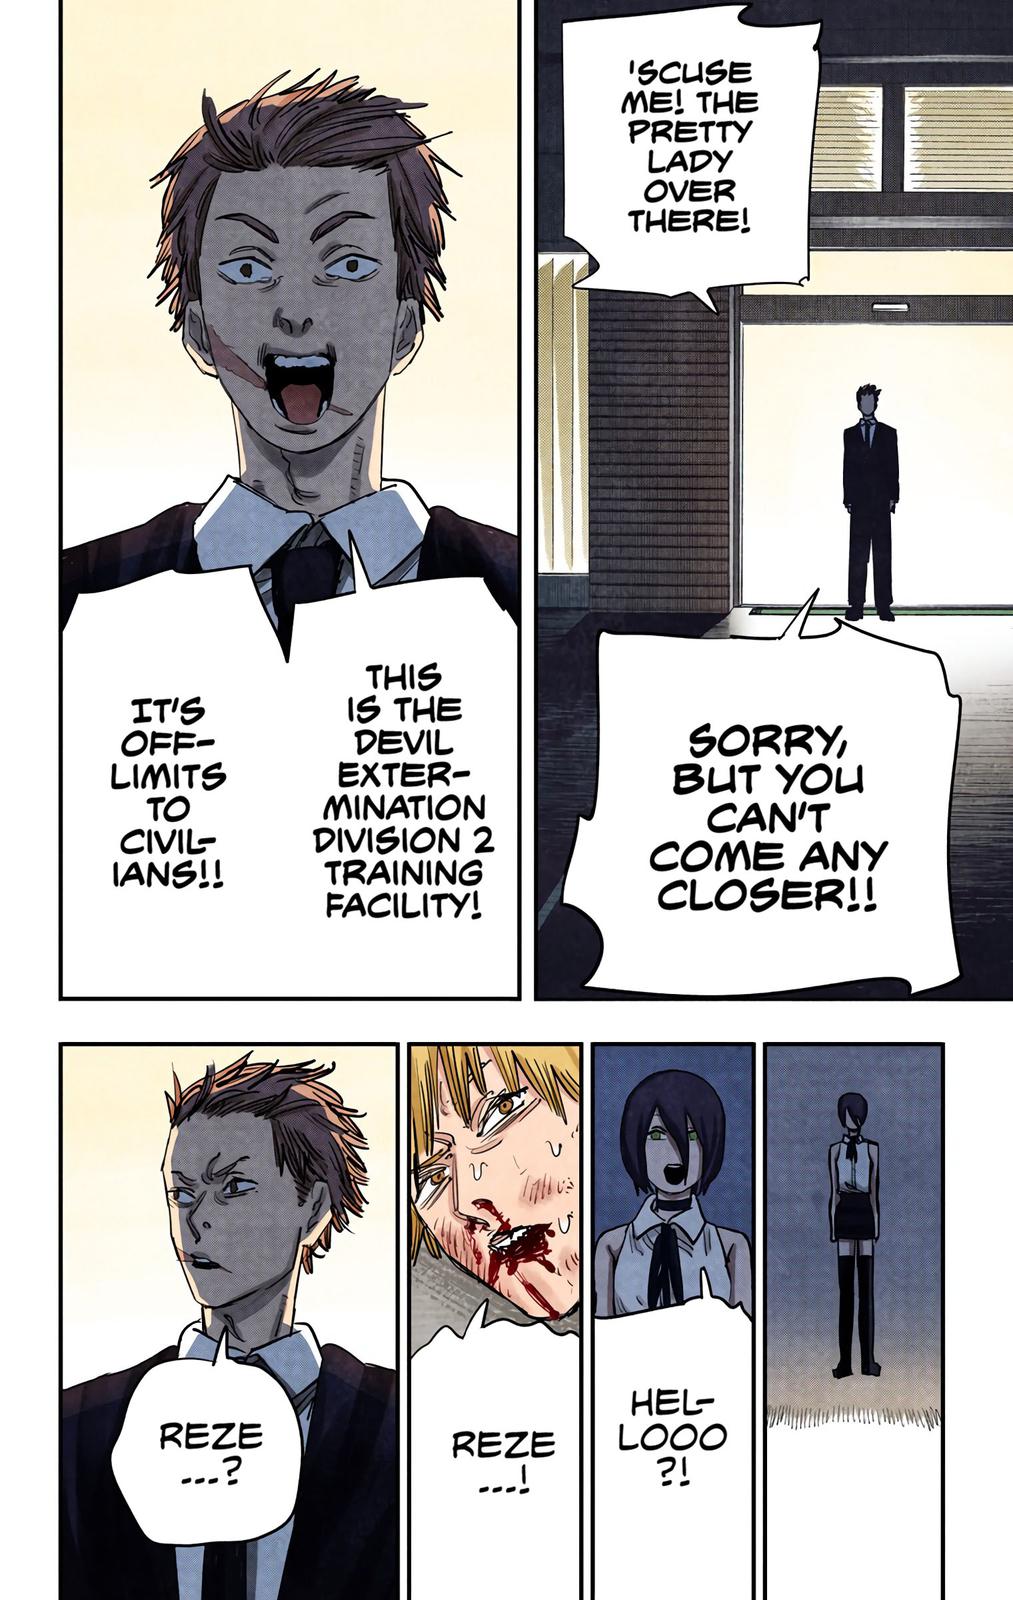 'SCUSE
ME! THE
PRETTY
LADY
OVER
THERE!
SORRY,
BUT YOU
CAN'T
COME ANY
CLOSER!!
THIS
IS THE
DEVIL
EXTER-
MINATION
DIVISION 2
TRAINING
FACILITY!
IT'S
OFF-
LIMITS
TO
CIVIL-
IANS!!
HEL-
LOOO
?!
REZE
...!
REZE
...?